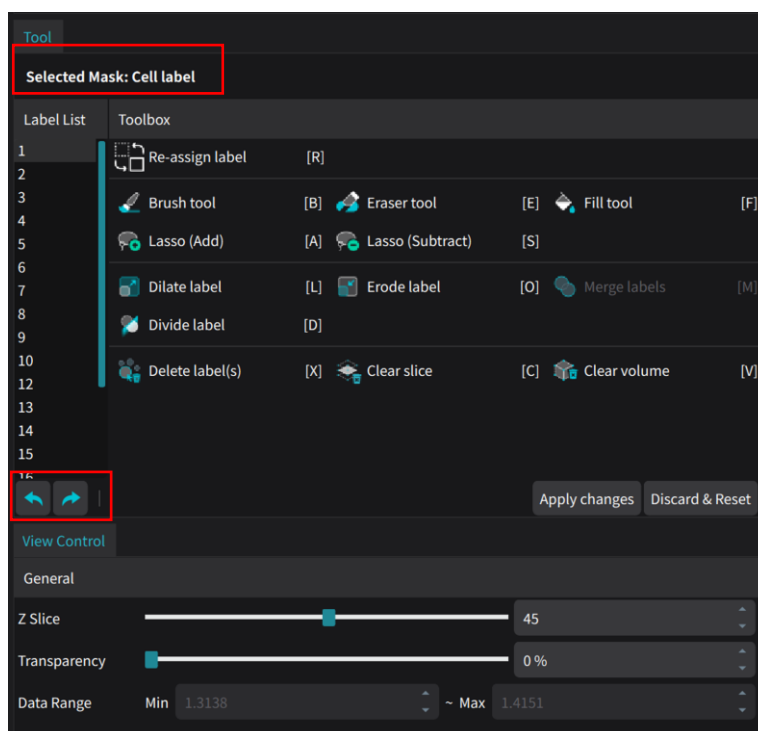 Tool
Selected Mask: Cell label
Label List
Toolbox
1
2
3
4
5
6
7
8
9
10
12
13
14
15
16
Re-assign label [R]
Brush tool [B] Eraser tool [E] Fill tool [F]
Lasso (Add) [A] Lasso (Subtract) [S]
Dilate label [L] Erode label [O] Merge labels [M]
Divide label [D]
Delete label(s) [X] Clear slice [C] Clear volume [V]
Apply changes Discard & Reset
View Control
General
Z Slice 45
Transparency 0 %
Data Range Min 1.3138 ~ Max 1.4151